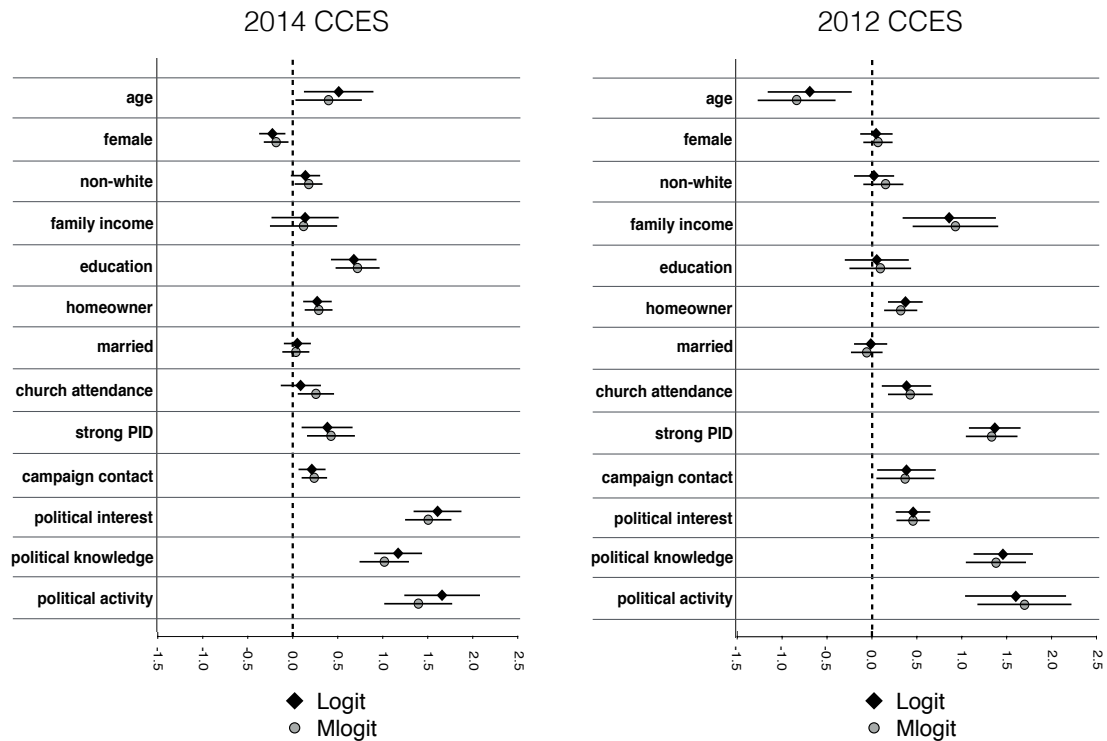 2014 CCES
age
female
non-white
family income
education
homeowner
married
church attendance
strong PID
campaign contact
political interest
political knowledge
political activity
-1.5 -1.0 -0.5 0.0 0.5 1.0 1.5 2.0 2.5
Logit
Mlogit
2012 CCES
age
female
non-white
family income
education
homeowner
married
church attendance
strong PID
campaign contact
political interest
political knowledge
political activity
-1.5 -0.5 0.0 0.5 1.0 1.5 2.0 2.5
Logit
Mlogit